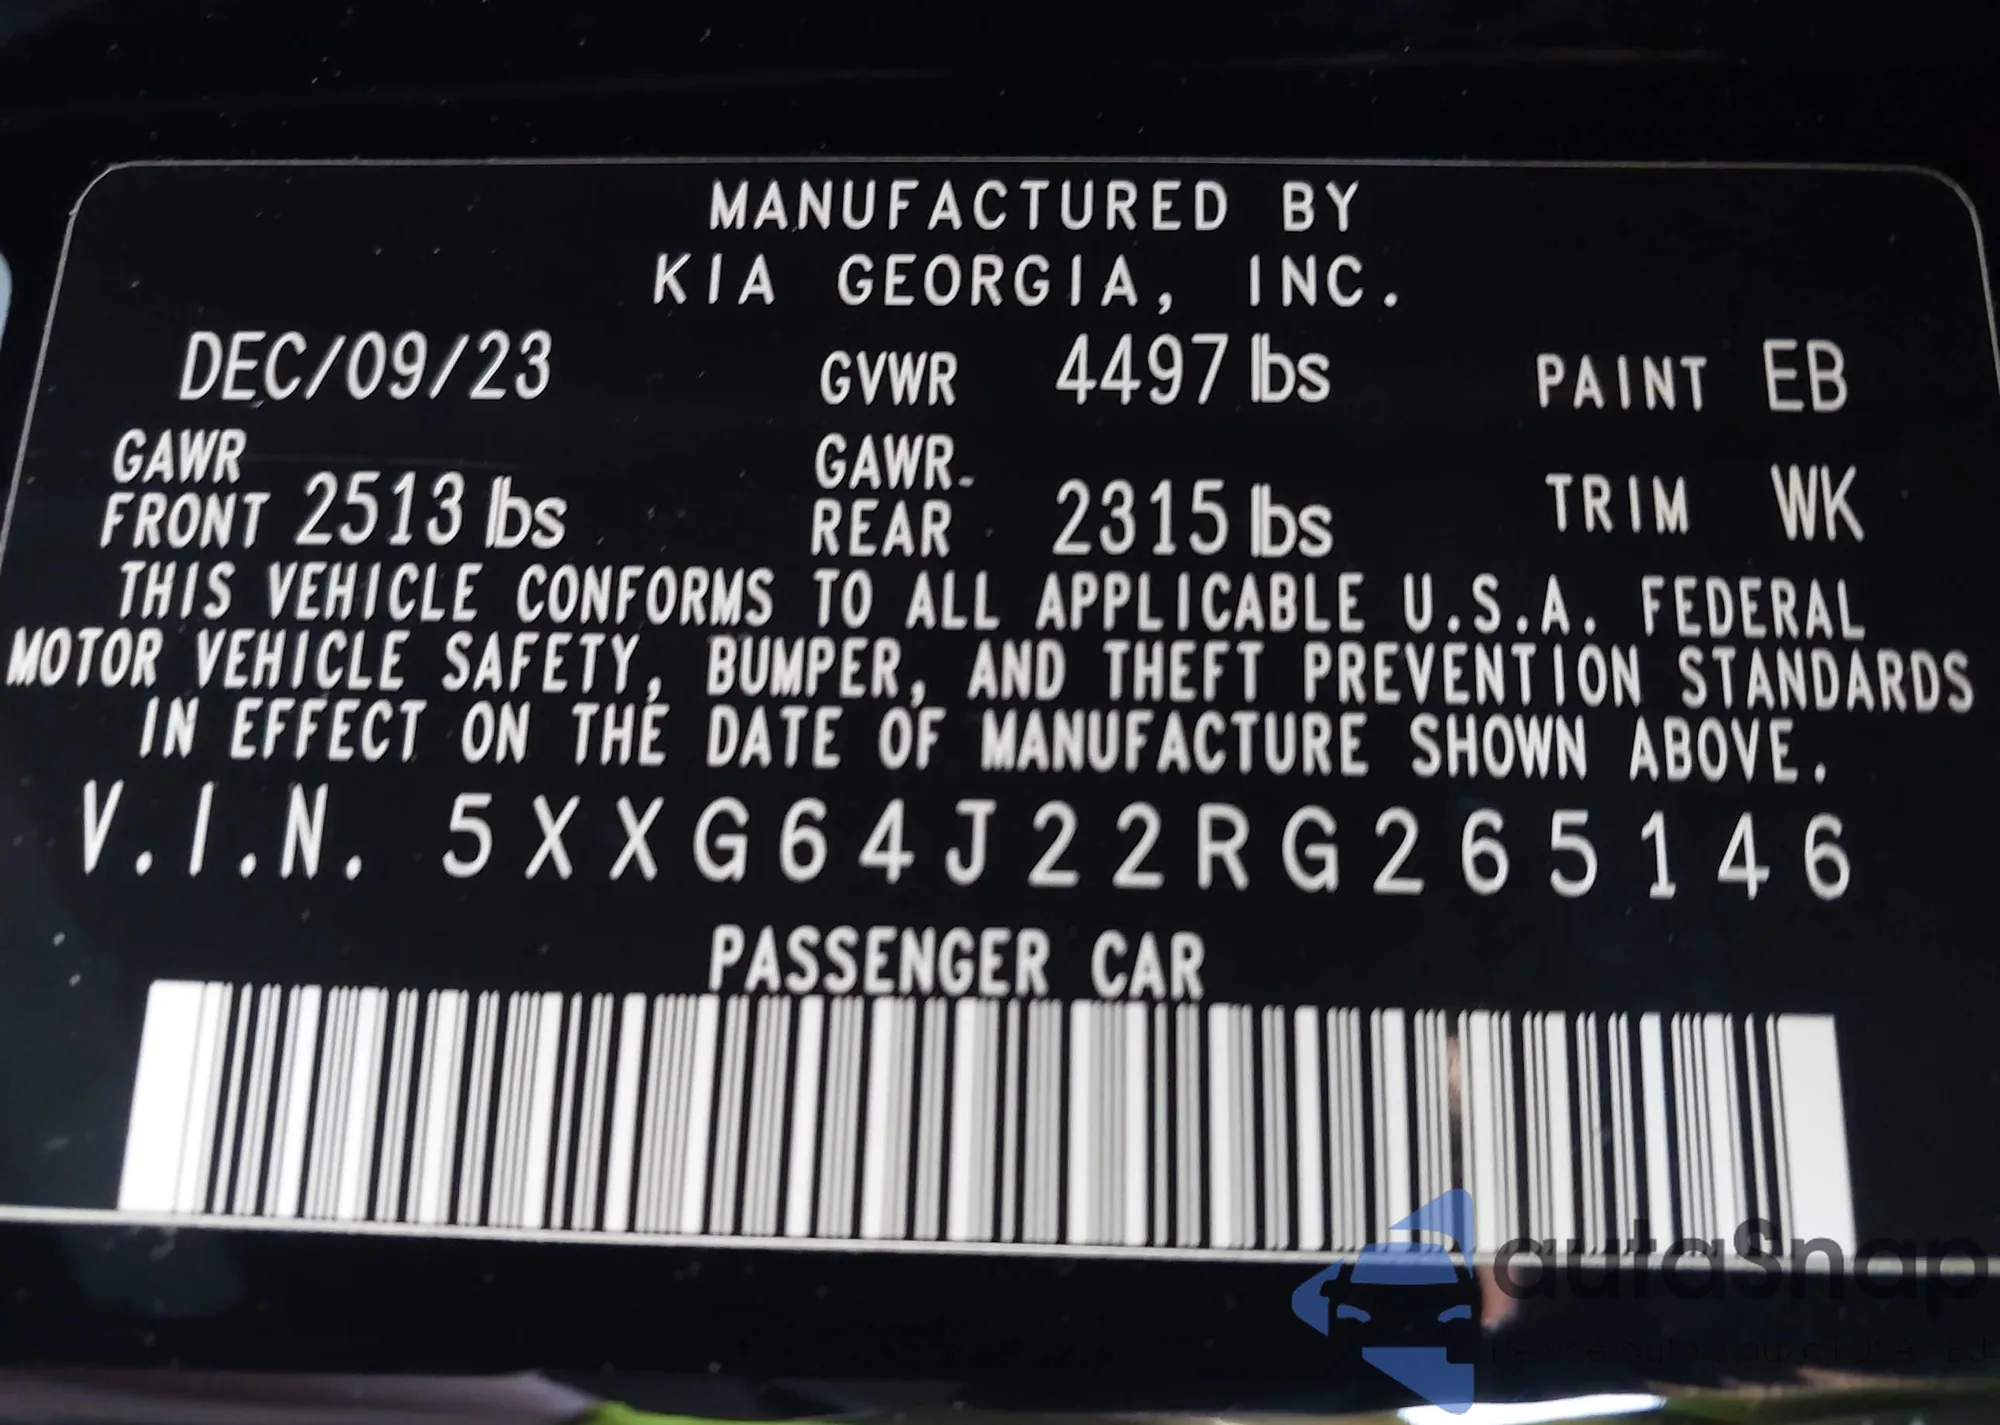 MANUFACTURED BY
KIA GEORGIA, INC.
DEC/09/23 GVWR 4497 lbs PAINT EB
GAWR FRONT 2513 lbs GAWR REAR 2315 lbs TRIM WK
THIS VEHICLE CONFORMS TO ALL APPLICABLE U.S.A. FEDERAL
MOTOR VEHICLE SAFETY, BUMPER, AND THEFT PREVENTION STANDARDS
IN EFFECT ON THE DATE OF MANUFACTURE SHOWN ABOVE.
V.I.N. 5XXG64J22RG265146
PASSENGER CAR
autoSnap